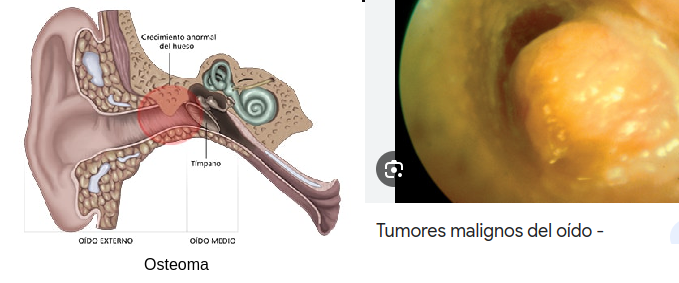 Crecimiento anormal
del hueso
Tímpano
OÍDO EXTERNO
OÍDO MEDIO
Osteoma
Tumores malignos del oído -